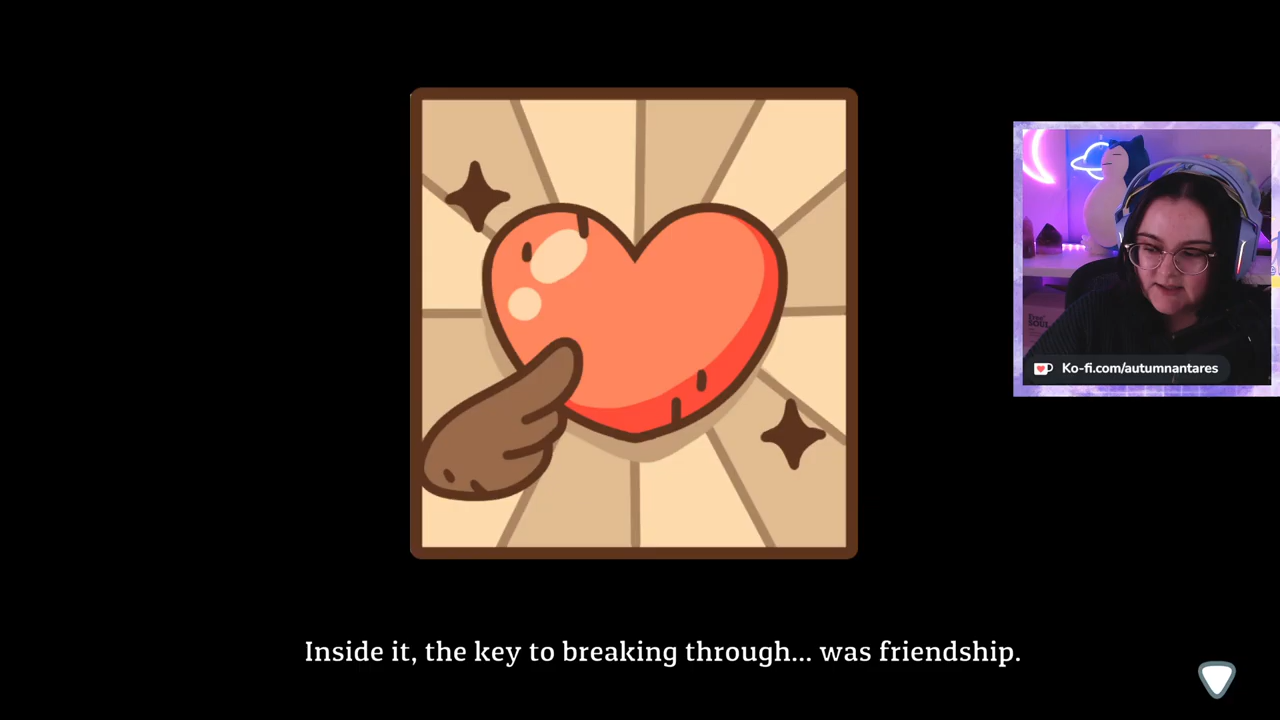 Ko-fi.com/autumnantares
Inside it, the key to breaking through... was friendship.